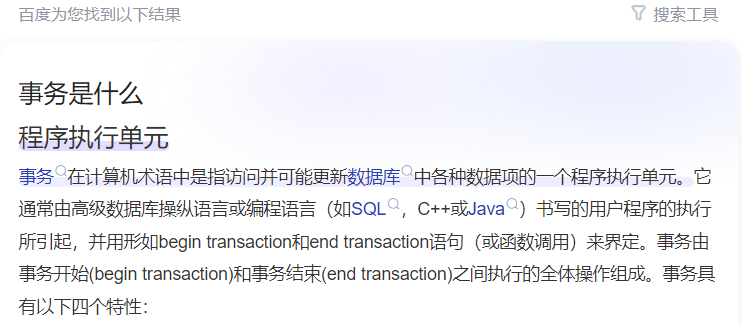 百度为您找到以下结果
搜索工具
事务是什么
程序执行单元
事务在计算机术语中是指访问并可能更新数据库中各种数据项的一个程序执行单元。它
通常由高级数据库操纵语言或编程语言（如SQL，C++或Java）书写的用户程序的执行
所引起，并用形如begin transaction和end transaction语句（或函数调用）来界定。事务由
事务开始(begin transaction)和事务结束(end transaction)之间执行的全体操作组成。事务具
有以下四个特性：